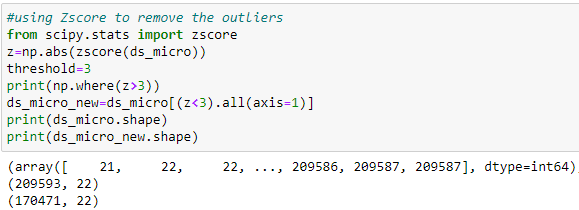 #using Zscore to remove the outliers
from scipy.stats import zscore
z=np.abs(zscore(ds_micro))
threshold=3
print(np.where(z>3))
ds_micro_new=ds_micro[(z<3).all(axis=1)]
print(ds_micro.shape)
print(ds_micro_new.shape)
(array([    21,     22,     22, ..., 209586, 209587, 209587], dtype=int64)
(209593, 22)
(170471, 22)